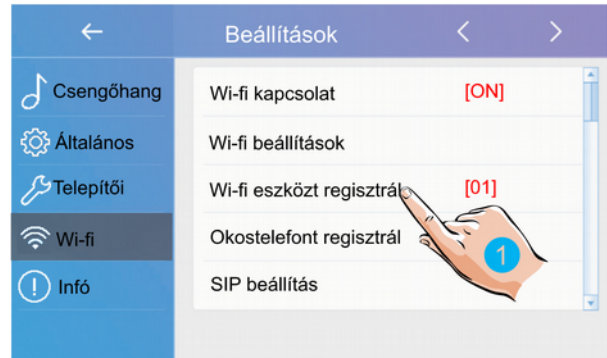 Beállítások
Csengőhang
Általános
Telepítői
Wi-fi
Infó
Wi-fi kapcsolat [ON]
Wi-fi beállítások
Wi-fi eszközt regisztrál [01]
Okostelefont regisztrál
SIP beállítás
1